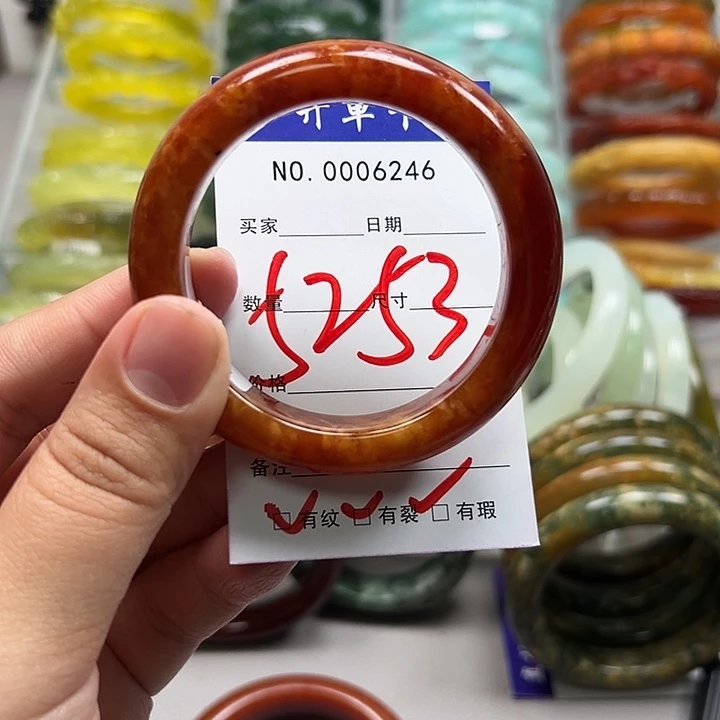 开单卡
NO. 0006246
买家 日期
数量 尺寸
5253
价格
备注
☑ 有纹 ☑ 有裂 ☑ 有瑕